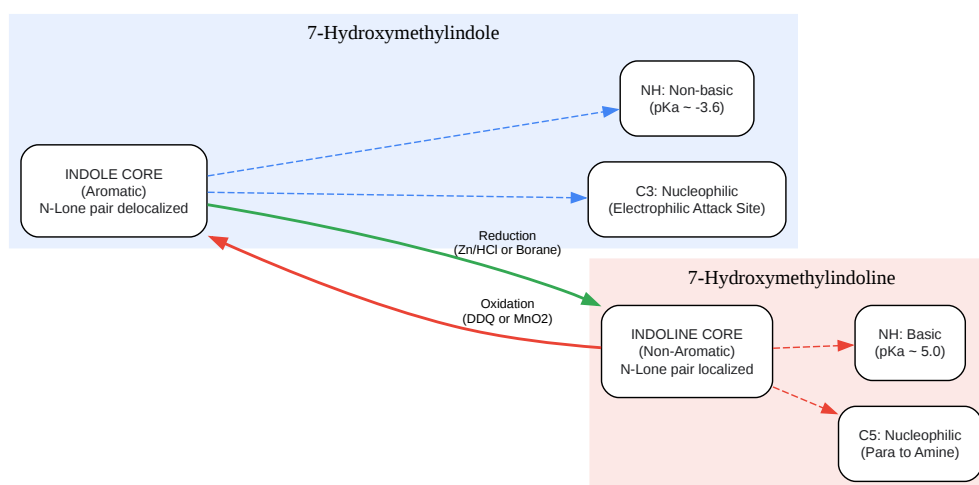 7-Hydroxymethylindole
NH: Non-basic
(pKa ~ -3.6)
INDOLE CORE
(Aromatic)
N-Lone pair delocalized
C3: Nucleophilic
(Electrophilic Attack Site)
Reduction
(Zn/HCl or Borane)
7-Hydroxymethylindoline
Oxidation
(DDQ or MnO2)
INDOLINE CORE
(Non-Aromatic)
N-Lone pair localized
NH: Basic
(pKa ~ 5.0)
C5: Nucleophilic
(Para to Amine)